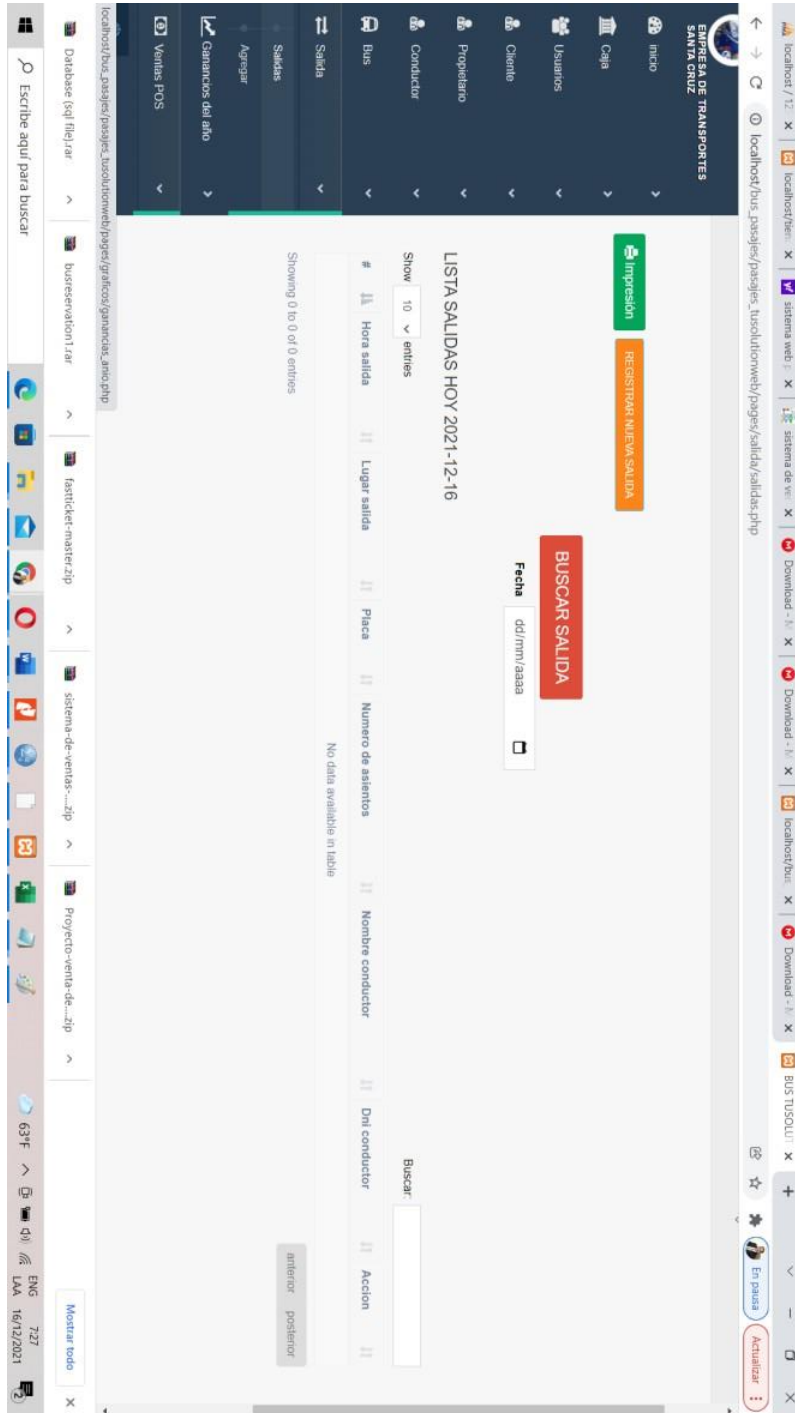 localhost / 12
localhost/tien
sistema web p
sistema de ver
Download - M
Download - M
localhost/bus_
Download - M
BUS TUSOLUT
localhost/bus_pasajes/pasajes_tusolutionweb/pages/salida/salidas.php
En pausa
Actualizar
EMPRESA DE TRANSPORTES
SANTA CRUZ
inicio
Caja
Usuarios
Cliente
Propietario
Conductor
Bus
Salida
Salidas
Agregar
Ganancios del año
Ventas POS
Impresión
REGISTRAR NUEVA SALIDA
BUSCAR SALIDA
Fecha dd/mm/aaaa
LISTA SALIDAS HOY 2021-12-16
Show 10 entries
Buscar:
# Hora salida Lugar salida Placa Numero de asientos Nombre conductor Dni conductor Accion
No data available in table
Showing 0 to 0 of 0 entries
anterior posterior
localhost/bus_pasajes/pasajes_tusolutionweb/pages/graficos/ganancias_anio.php
Database (sql file).rar
busreservation1.rar
fastticket-master.zip
sistema-de-ventas-....zip
Proyecto-venta-de....zip
Mostrar todo
Escribe aquí para buscar
63°F
ENG
LAA
7:27
16/12/2021
2